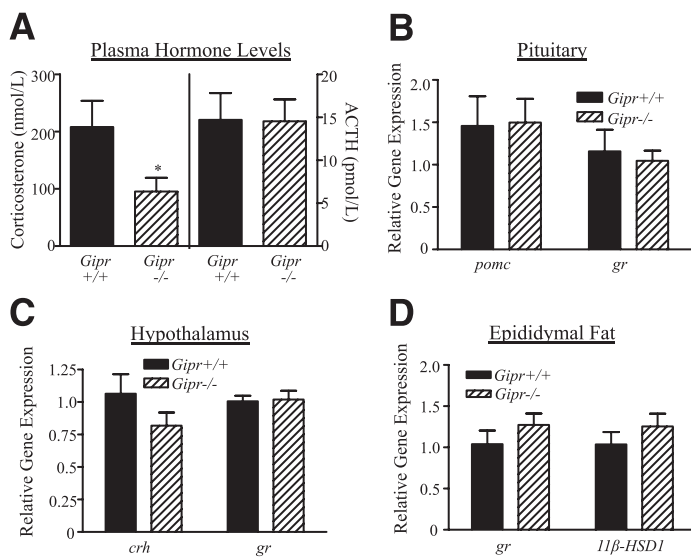 A
Plasma Hormone Levels
Corticosterone (nmol/L)
300
200
100
0
*
20
15
10
5
0
ACTH (pmol/L)
Gipr Gipr Gipr Gipr
+/+ -/- +/+ -/-
B
Pituitary
Relative Gene Expression
2.0
1.5
1.0
0.5
0
Gipr+/+
Gipr-/-
pomc gr
C
Hypothalamus
Relative Gene Expression
1.25
1.0
0.75
0.5
0.25
0
Gipr+/+
Gipr-/-
crh gr
D
Epididymal Fat
Relative Gene Expression
2.0
1.5
1.0
0.5
0.0
Gipr+/+
Gipr-/-
gr 11β-HSD1